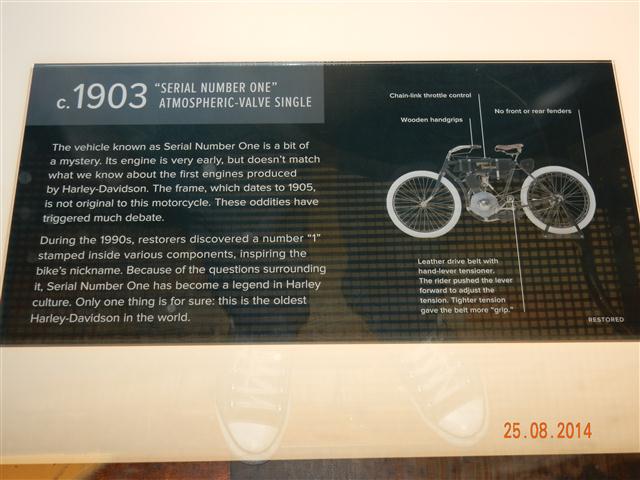 c.1903 "SERIAL NUMBER ONE"
ATMOSPHERIC-VALVE SINGLE
The vehicle known as Serial Number One is a bit of
a mystery. Its engine is very early, but doesn't match
what we know about the first engines produced
by Harley-Davidson. The frame, which dates to 1905,
is not original to this motorcycle. These oddities have
triggered much debate.
During the 1990s, restorers discovered a number "1"
stamped inside various components, inspiring the
bike's nickname. Because of the questions surrounding
it, Serial Number One has become a legend in Harley
culture. Only one thing is for sure: this is the oldest
Harley-Davidson in the world.
Chain-link throttle control
Wooden handgrips
No front or rear fenders
Leather drive belt with
hand-lever tensioner.
The rider pushed the lever
forward to adjust the
tension. Tighter tension
gave the belt more "grip."
RESTORED
25.08.2014